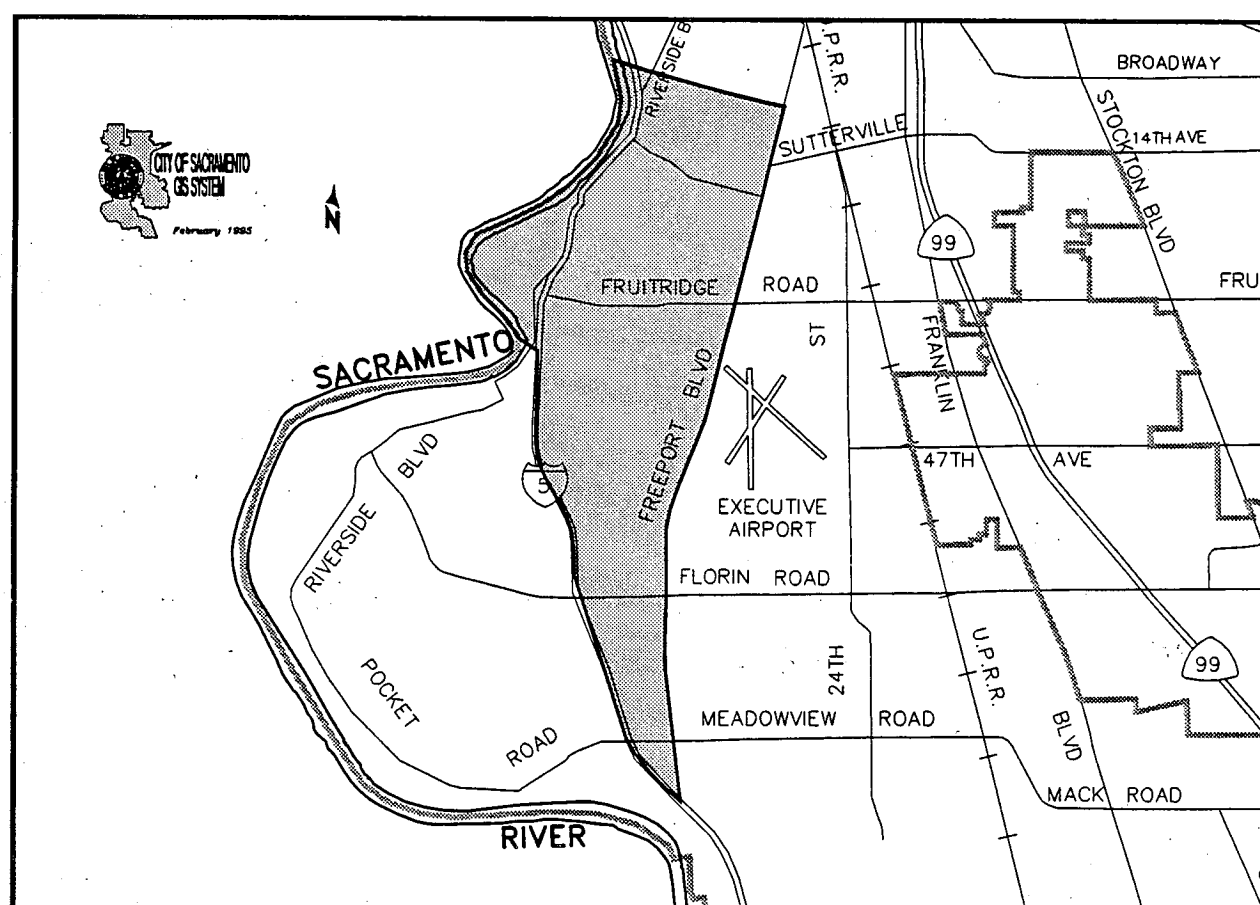 RIVERSIDE B
U.P.R.R.
BROADWAY
STOCKTON BLVD
SUTTERVILLE
14TH AVE
CITY OF SACRAMENTO
GIS SYSTEM
February 1995
N
99
FRUITRIDGE ROAD
FRU
SACRAMENTO
ST
FRANKLIN
FREEPORT BLVD
RIVERSIDE BLVD
5
47TH AVE
EXECUTIVE
AIRPORT
FLORIN ROAD
24TH
U.P.R.R.
99
POCKET ROAD
MEADOWVIEW ROAD
BLVD
MACK ROAD
RIVER